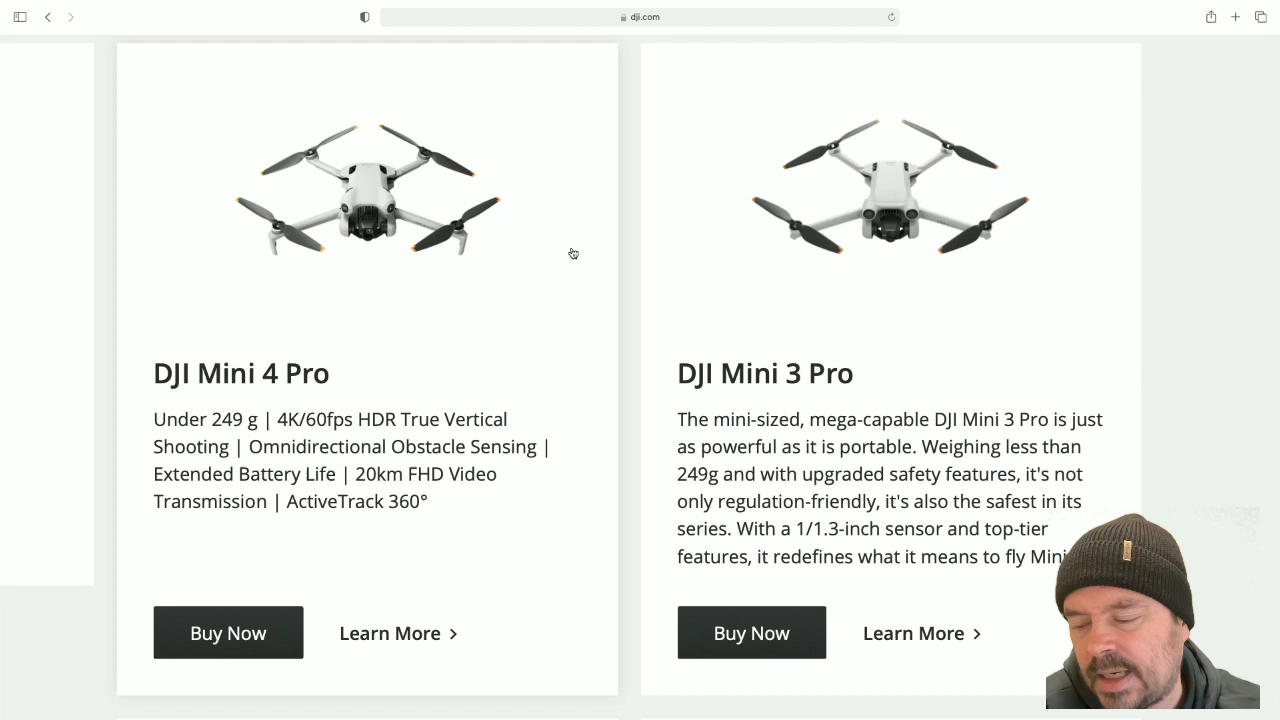 dji.com
DJI Mini 4 Pro
Under 249 g | 4K/60fps HDR True Vertical
Shooting | Omnidirectional Obstacle Sensing |
Extended Battery Life | 20km FHD Video
Transmission | ActiveTrack 360°
Buy Now
Learn More >
DJI Mini 3 Pro
The mini-sized, mega-capable DJI Mini 3 Pro is just
as powerful as it is portable. Weighing less than
249g and with upgraded safety features, it's not
only regulation-friendly, it's also the safest in its
series. With a 1/1.3-inch sensor and top-tier
features, it redefines what it means to fly Mini
Buy Now
Learn More >